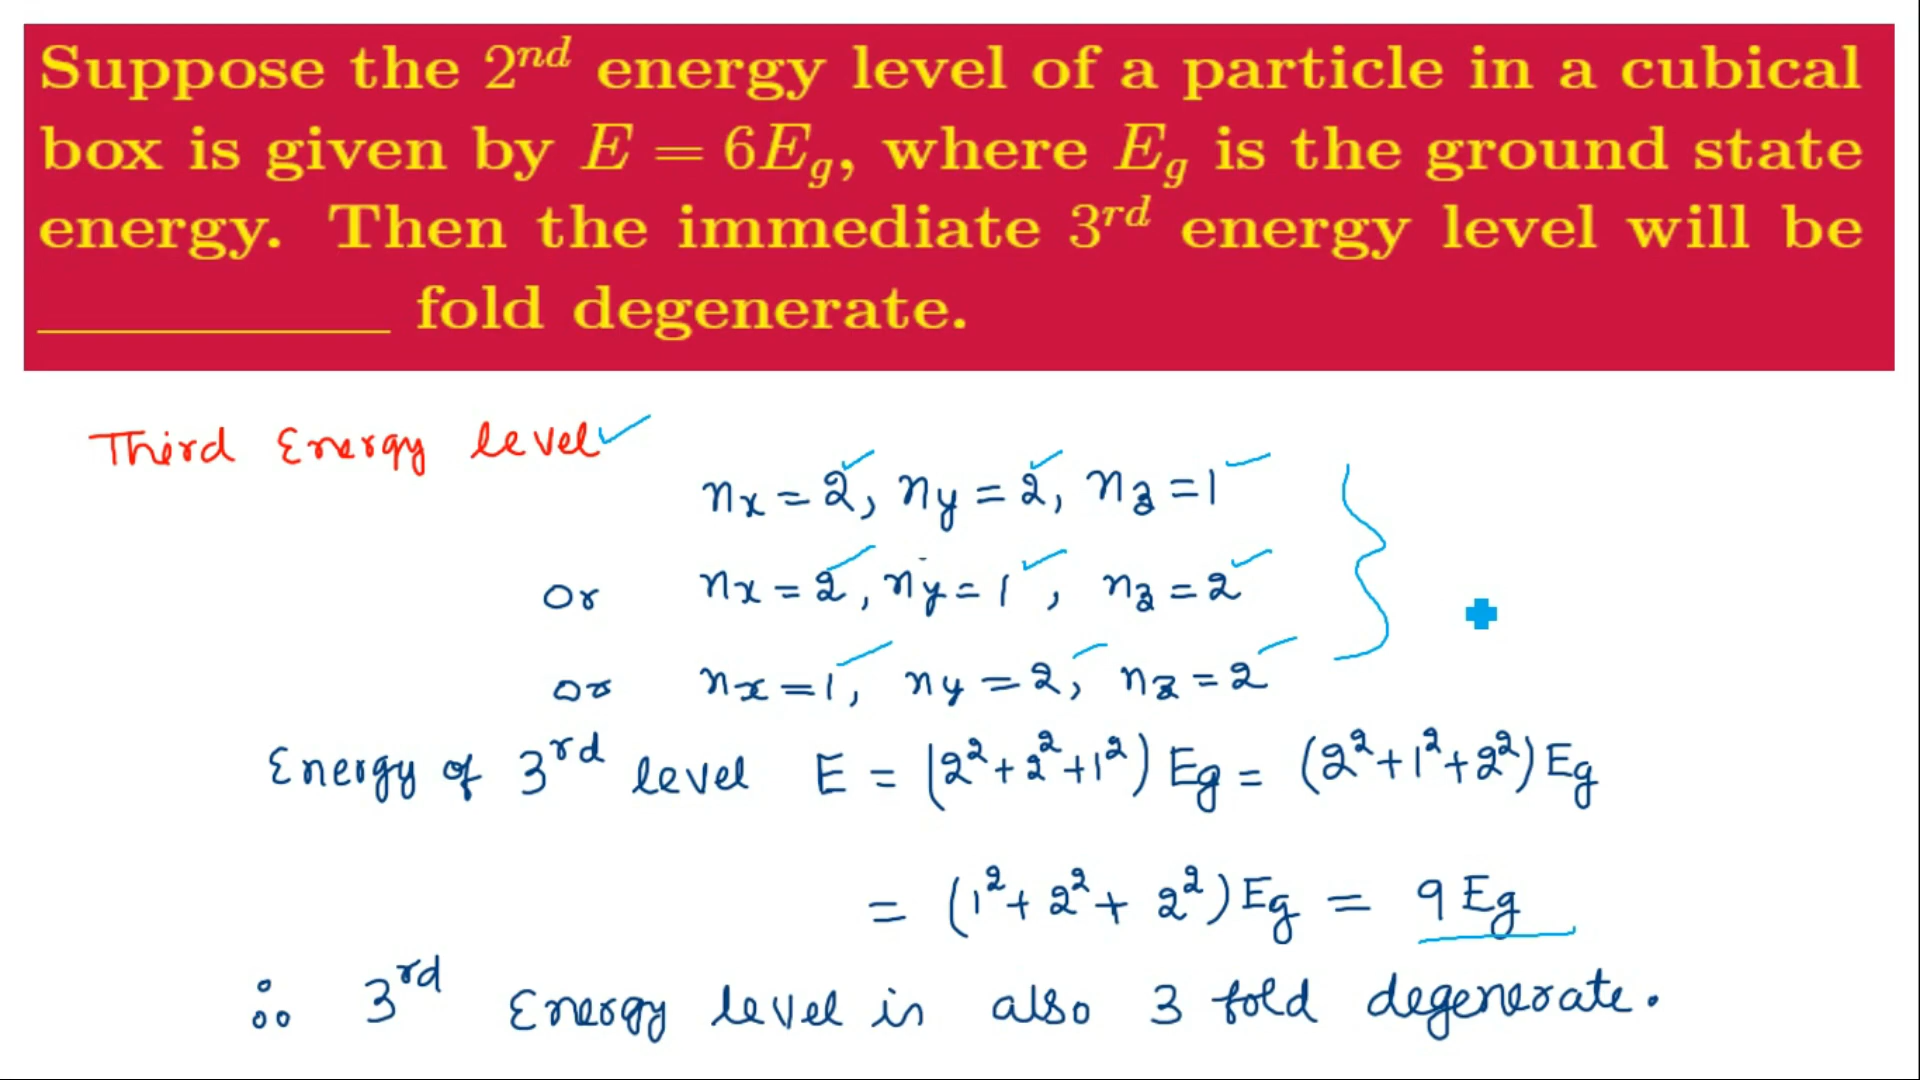 Suppose the 2nd energy level of a particle in a cubical
box is given by E = 6Eg, where Eg is the ground state
energy. Then the immediate 3rd energy level will be
__________ fold degenerate.
Third Energy level
nx = 2, ny = 2, nz = 1
or nx = 2, ny = 1, nz = 2
or nx = 1, ny = 2, nz = 2
Energy of 3rd level E = (2²+2²+1²) Eg = (2²+1²+2²) Eg
= (1²+2²+2²) Eg = 9 Eg
∴ 3rd Energy level is also 3 fold degenerate.